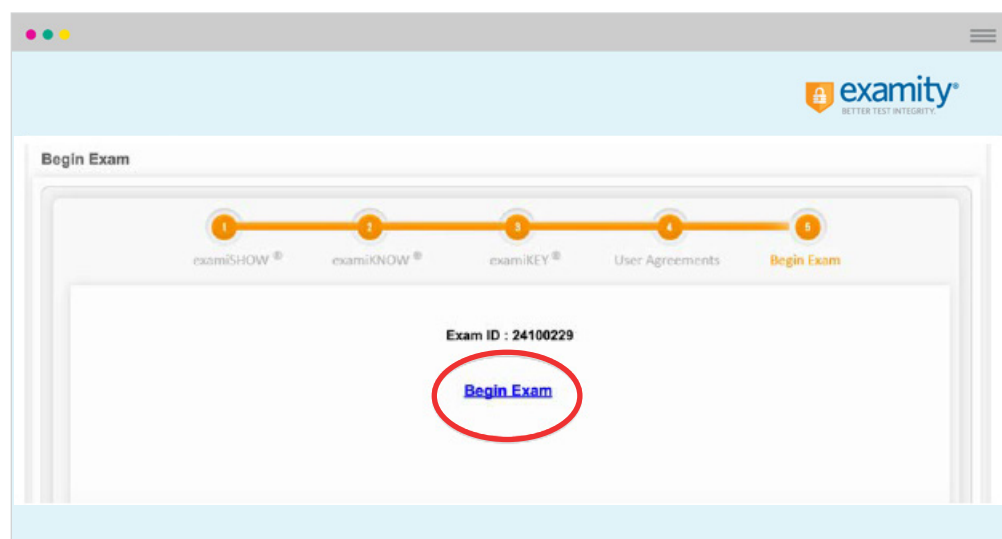 examity®
BETTER TEST INTEGRITY.
Begin Exam
1 2 3 4 5
examiSHOW ® examiKNOW ® examiKEY ® User Agreements Begin Exam
Exam ID : 24100229
Begin Exam